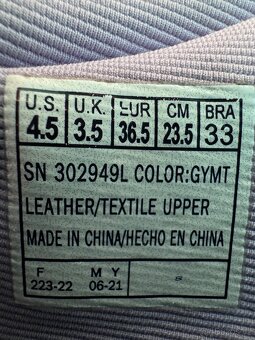 U.S. U.K. EUR CM BRA
4.5 3.5 36.5 23.5 33
SN 302949L COLOR:GYMT
LEATHER/TEXTILE UPPER
MADE IN CHINA/HECHO EN CHINA
F M Y
223-22 06-21